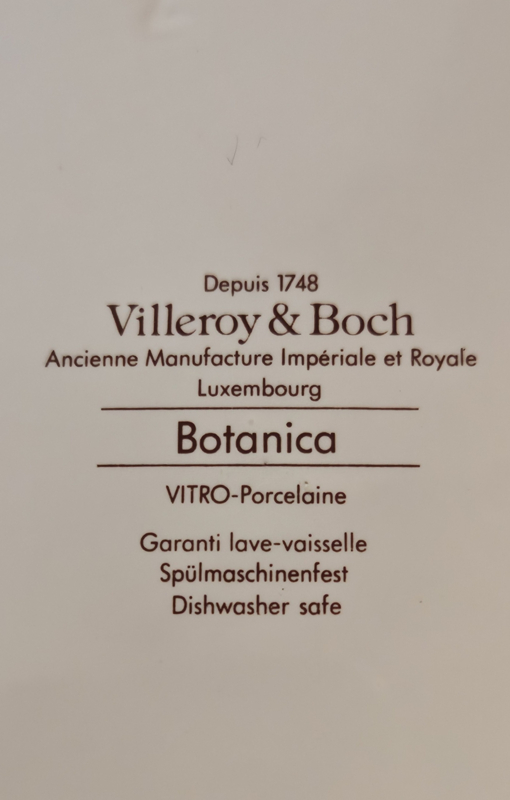 Depuis 1748
Villeroy & Boch
Ancienne Manufacture Impériale et Royale
Luxembourg
Botanica
VITRO-Porcelaine
Garanti lave-vaisselle
Spülmaschinenfest
Dishwasher safe